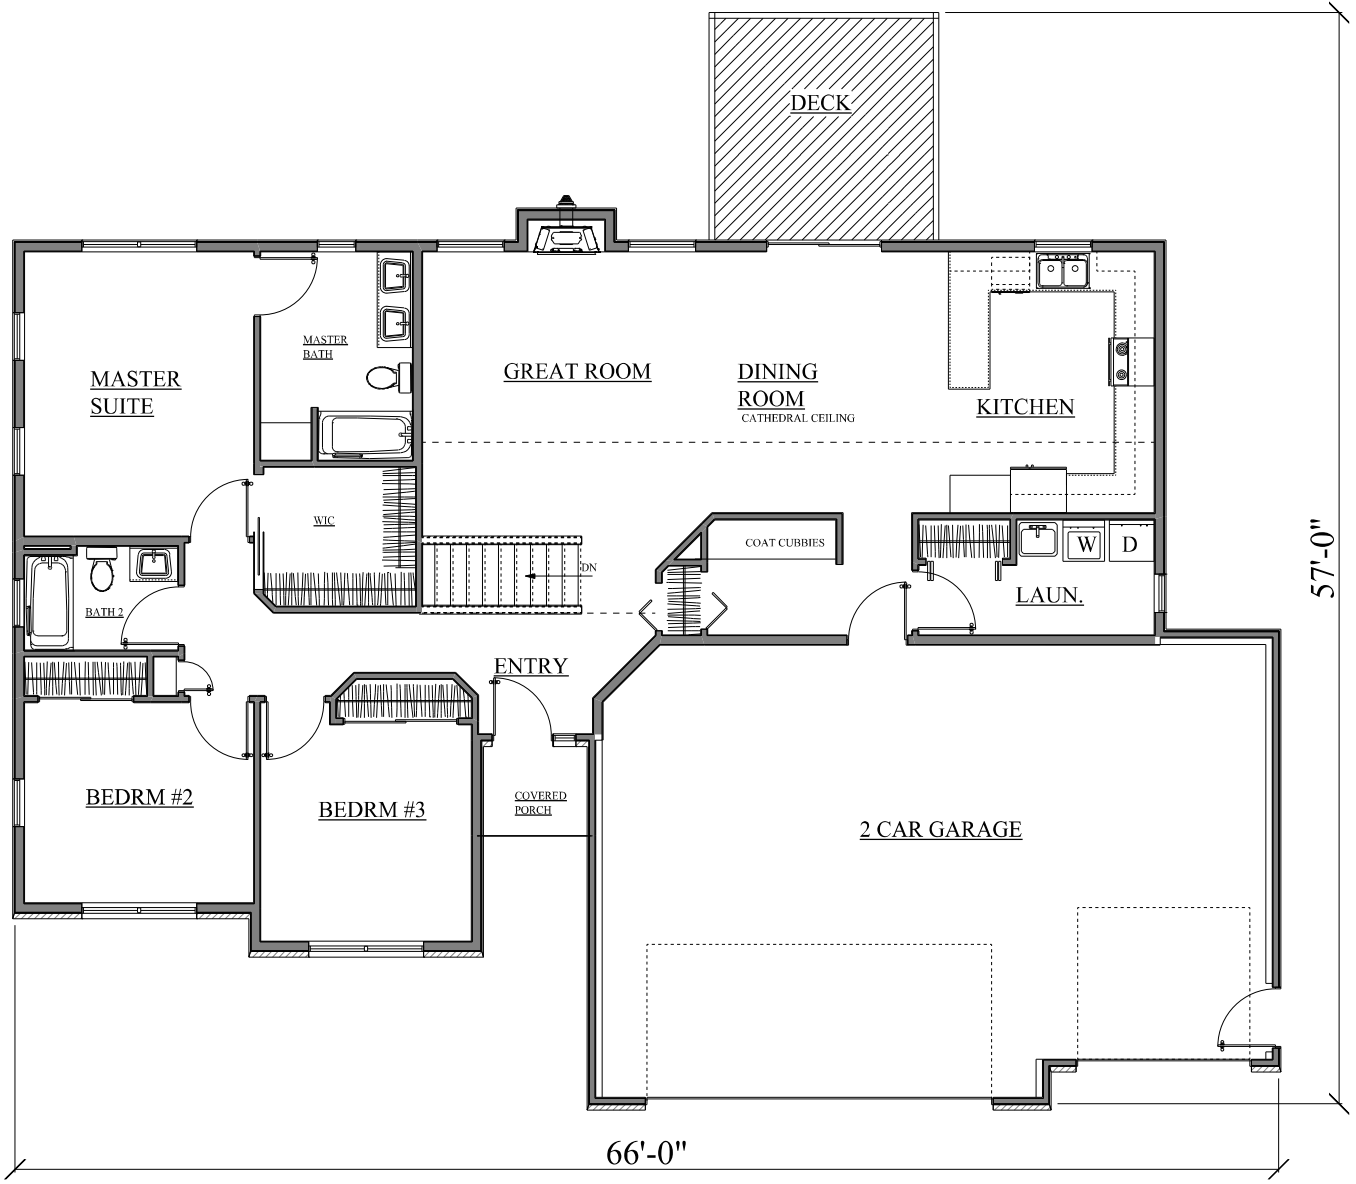 DECK
MASTER
BATH
MASTER
SUITE
GREAT ROOM
DINING
ROOM
CATHEDRAL CEILING
KITCHEN
WIC
COAT CUBBIES
W
D
DN
LAUN.
BATH 2
57'-0"
ENTRY
BEDRM #2
BEDRM #3
COVERED
PORCH
2 CAR GARAGE
66'-0"